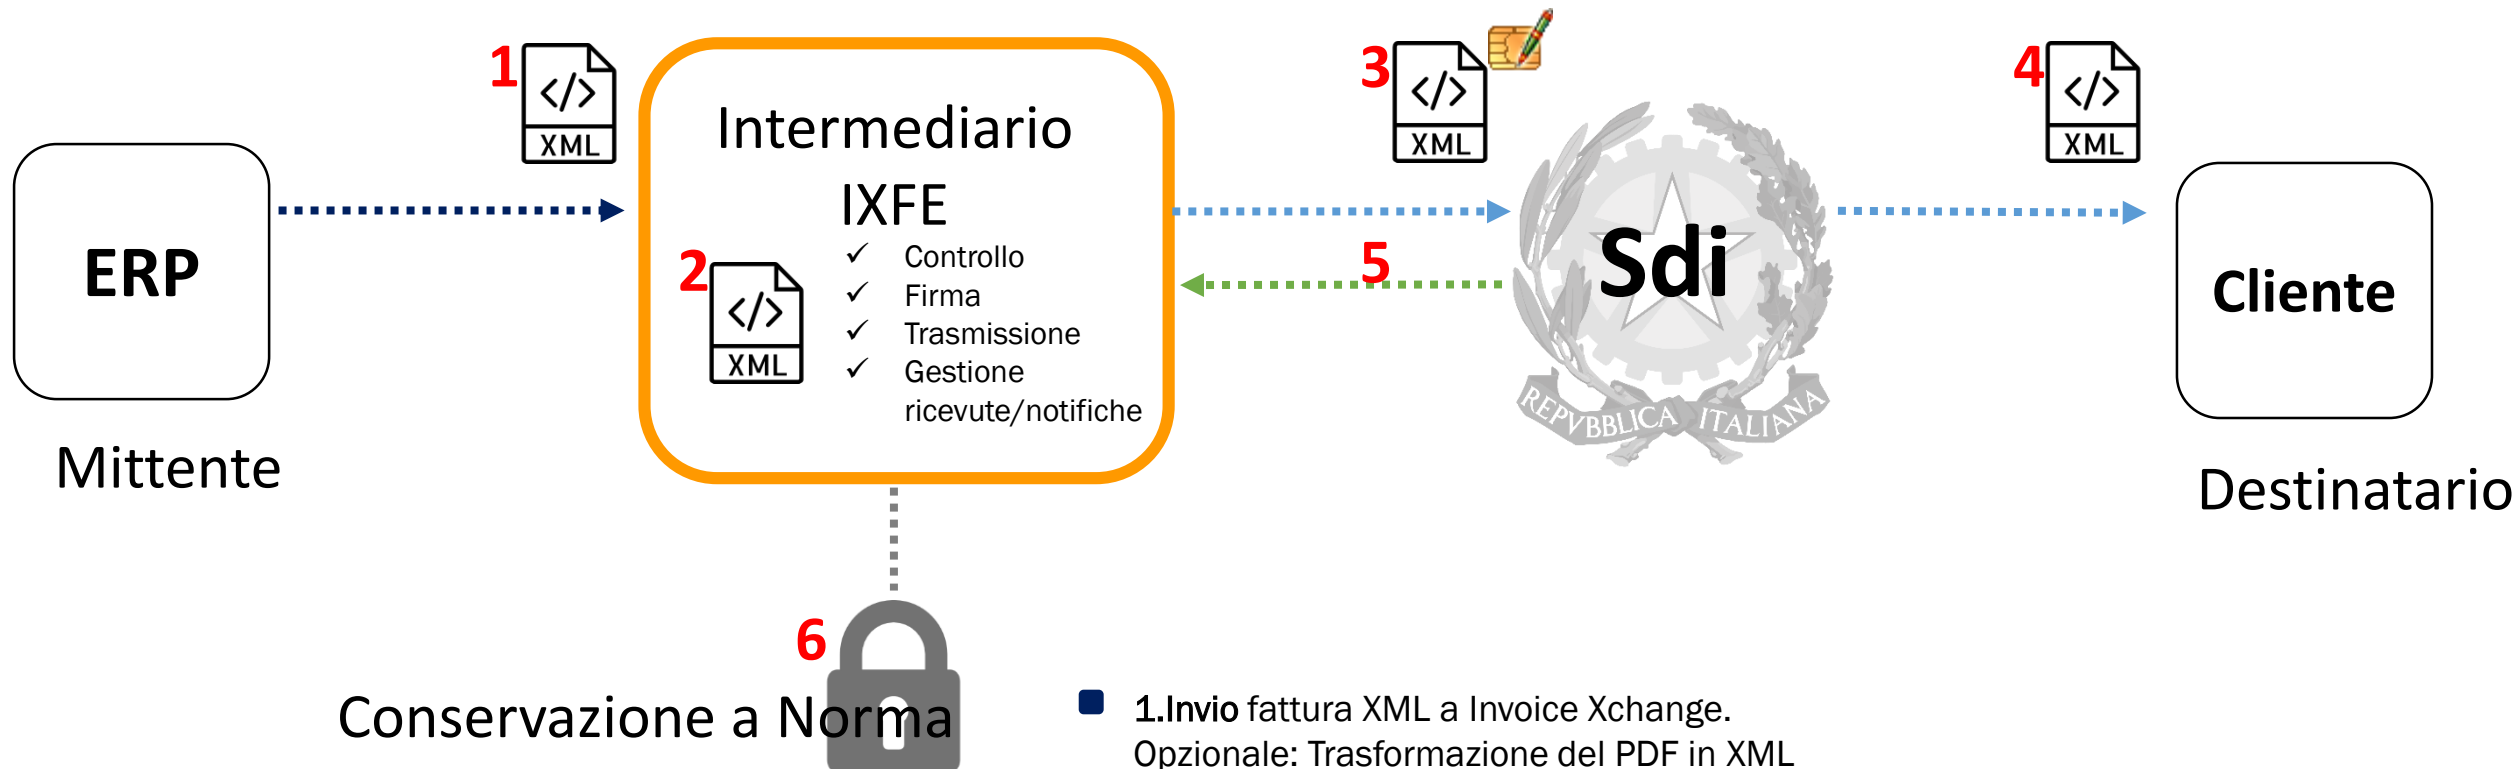 1
XML
ERP
Mittente
Intermediario
IXFE
✓ Controllo
✓ Firma
✓ Trasmissione
✓ Gestione
ricevute/notifiche
2
</>
XML
</>
3
</>
XML
Sdi
REPVBBLICA ITALIANA
5
4
</>
XML
Cliente
Destinatario
6
Conservazione a Norma
1.Invio fattura XML a Invoice Xchange.
Opzionale: Trasformazione del PDF in XML